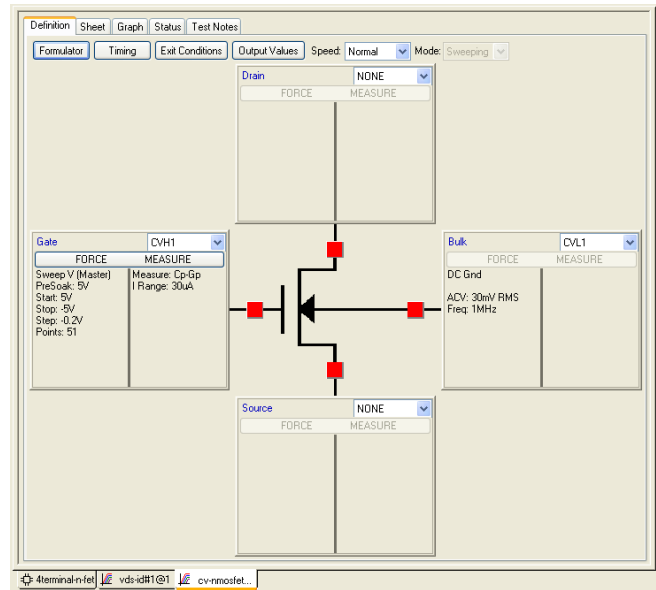 Definition Sheet Graph Status Test Notes
Formulator Timing Exit Conditions Output Values Speed: Normal Mode: Sweeping
Drain NONE
FORCE MEASURE
Gate CVH1
FORCE MEASURE
Sweep V (Master) Measure: Cp-Gp
PreSoak: 5V I Range: 30uA
Start: 5V
Stop: -5V
Step: -0.2V
Points: 51
Bulk CVL1
FORCE MEASURE
DC Gnd
ACV: 30mV RMS
Freq: 1MHz
Source NONE
FORCE MEASURE
4terminal-n-fet vds-id#1@1 cv-nmosfet...